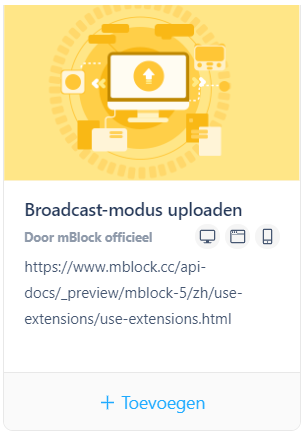 Broadcast-modus uploaden
Door mBlock officieel
https://www.mblock.cc/api-
docs/_preview/mblock-5/zh/use-
extensions/use-extensions.html
+ Toevoegen